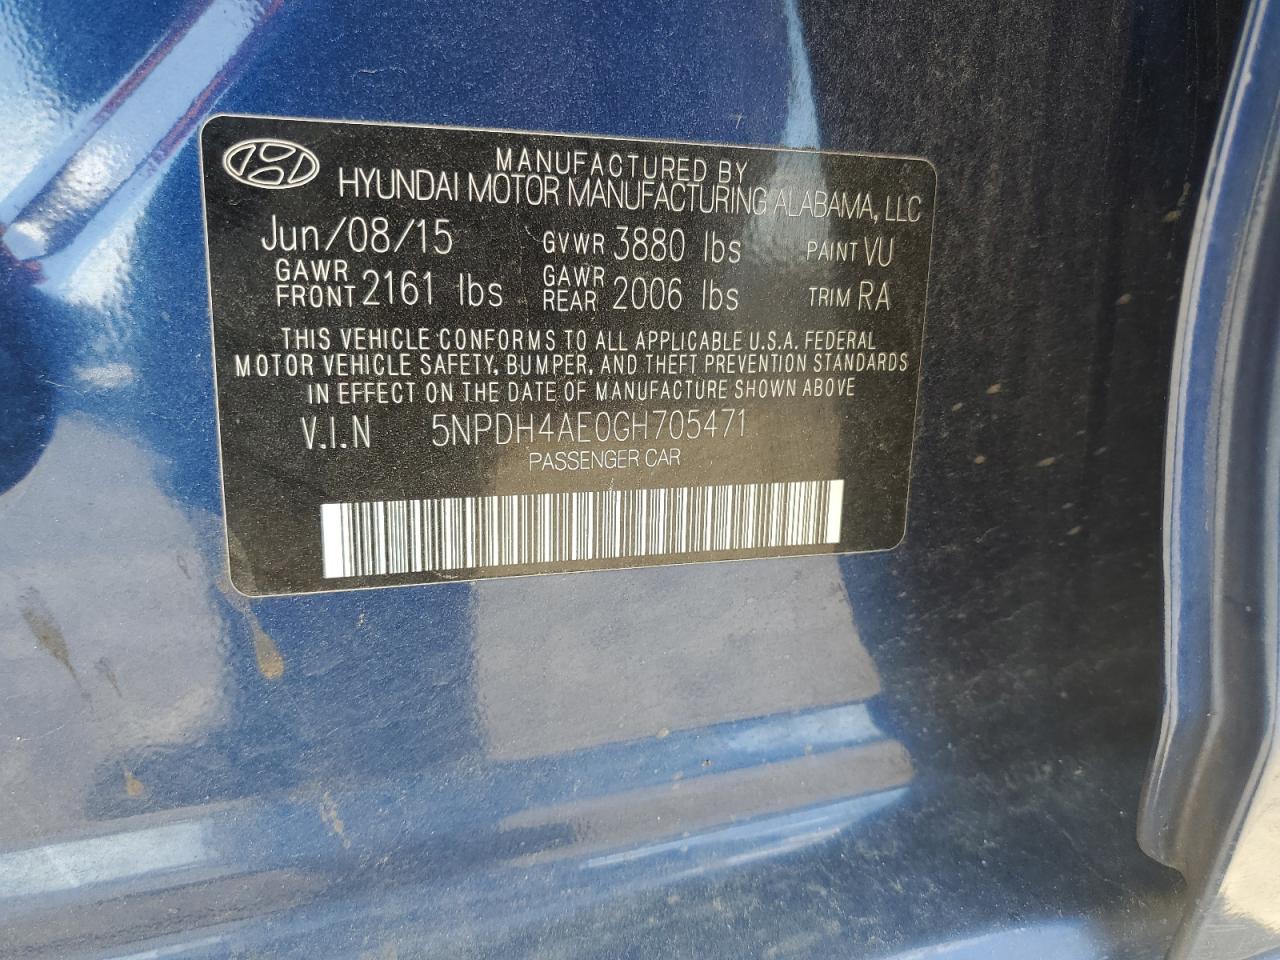 MANUFACTURED BY
HYUNDAI MOTOR MANUFACTURING ALABAMA, LLC
Jun/08/15 GVWR 3880 lbs PAINT VU
GAWR FRONT 2161 lbs GAWR REAR 2006 lbs TRIM RA
THIS VEHICLE CONFORMS TO ALL APPLICABLE U.S.A. FEDERAL
MOTOR VEHICLE SAFETY, BUMPER, AND THEFT PREVENTION STANDARDS
IN EFFECT ON THE DATE OF MANUFACTURE SHOWN ABOVE
V.I.N 5NPDH4AE0GH705471
PASSENGER CAR